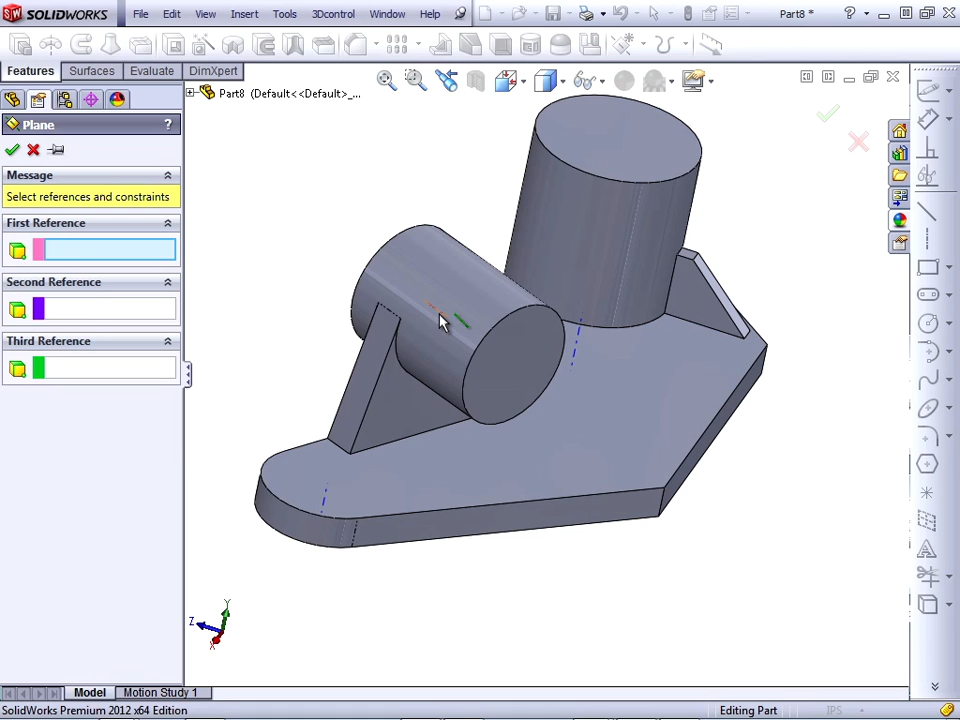 SW SOLIDWORKS File Edit View Insert Tools 3Dcontrol Window Help Part8 * ?
Features Surfaces Evaluate DimXpert
Part8 (Default<<Default>_...
Plane ?
Message
Select references and constraints
First Reference
Second Reference
Third Reference
Y
Z
X
Model Motion Study 1
SolidWorks Premium 2012 x64 Edition Editing Part IPS